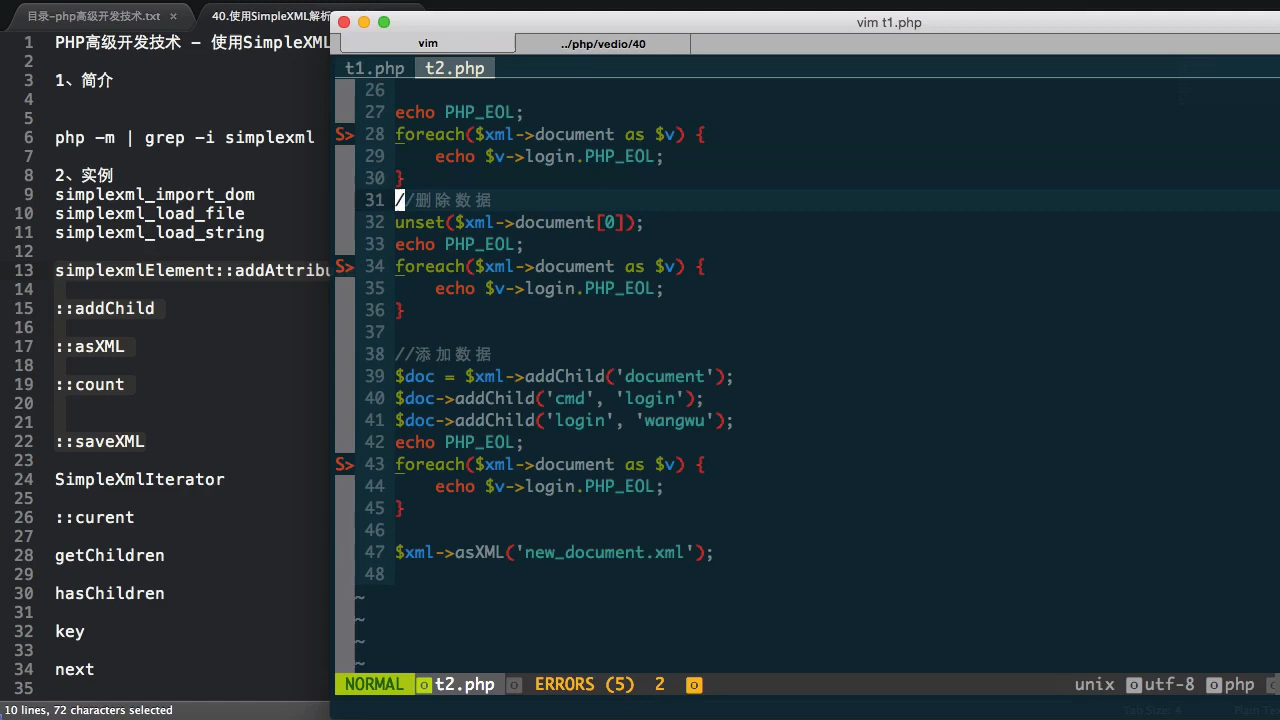 目录-php高级开发技术.txt ×
40.使用SimpleXML解析
1 PHP高级开发技术 - 使用SimpleXML
2
3 1、简介
4
5
6 php -m | grep -i simplexml
7
8 2、实例
9 simplexml_import_dom
10 simplexml_load_file
11 simplexml_load_string
12
13 simplexmlElement::addAttribu
14
15 ::addChild
16
17 ::asXML
18
19 ::count
20
21
22 ::saveXML
23
24 SimpleXmlIterator
25
26 ::curent
27
28 getChildren
29
30 hasChildren
31
32 key
33
34 next
35
10 lines, 72 characters selected
vim t1.php
vim
../php/vedio/40
t1.php t2.php
26
27 echo PHP_EOL;
S> 28 foreach($xml->document as $v) {
29 echo $v->login.PHP_EOL;
30 }
31 //删除数据
32 unset($xml->document[0]);
33 echo PHP_EOL;
S> 34 foreach($xml->document as $v) {
35 echo $v->login.PHP_EOL;
36 }
37
38 //添加数据
39 $doc = $xml->addChild('document');
40 $doc->addChild('cmd', 'login');
41 $doc->addChild('login', 'wangwu');
42 echo PHP_EOL;
S> 43 foreach($xml->document as $v) {
44 echo $v->login.PHP_EOL;
45 }
46
47 $xml->asXML('new_document.xml');
48
~
~
~
~
NORMAL t2.php ERRORS (5) 2 unix utf-8 php
Tab Size: 4 Plain Te